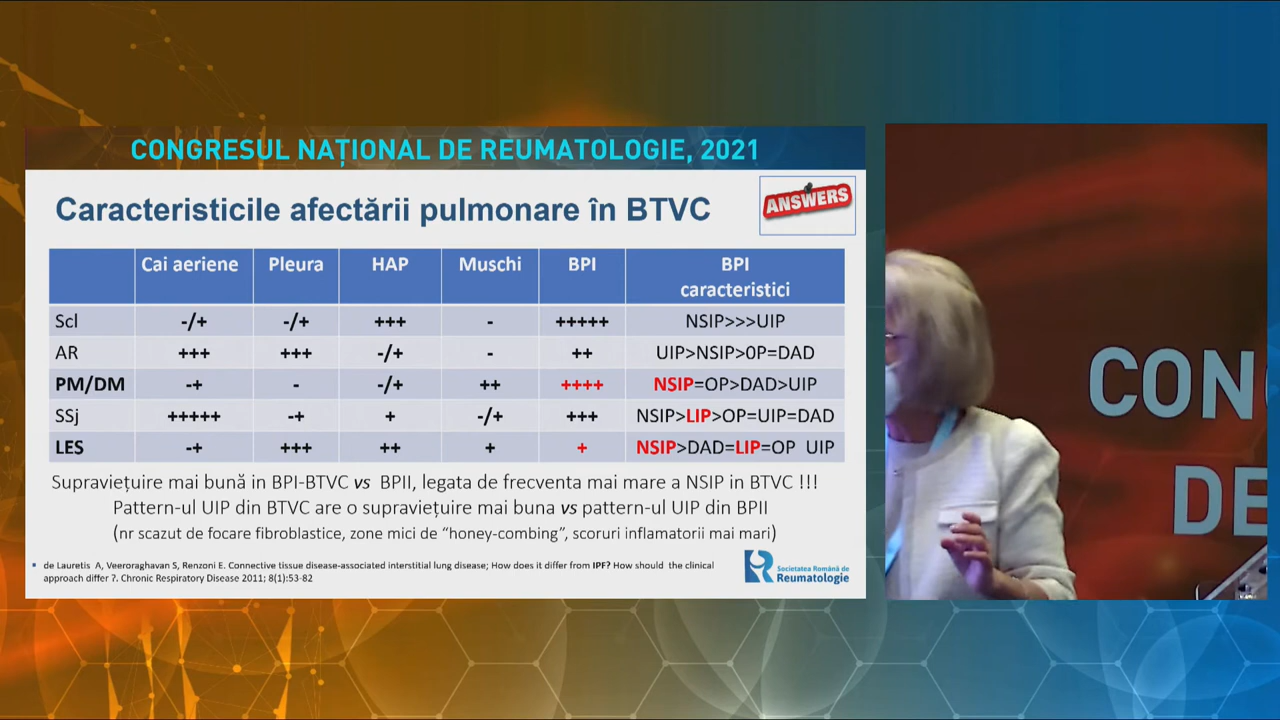 CONGRESUL NAȚIONAL DE REUMATOLOGIE, 2021
Caracteristicile afectării pulmonare în BTVC
ANSWERS
Cai aeriene Pleura HAP Muschi BPI BPI
caracteristici
Scl -/+ -/+ +++ - +++++ NSIP>>>UIP
AR +++ +++ -/+ - ++ UIP>NSIP>0P=DAD
PM/DM -+ - -/+ ++ ++++ NSIP=OP>DAD>UIP
SSj +++++ -+ + -/+ +++ NSIP>LIP>OP=UIP=DAD
LES -+ +++ ++ + + NSIP>DAD=LIP=OP UIP
Supraviețuire mai bună in BPI-BTVC vs BPII, legata de frecventa mai mare a NSIP in BTVC !!!
Pattern-ul UIP din BTVC are o supraviețuire mai buna vs pattern-ul UIP din BPII
(nr scazut de focare fibroblastice, zone mici de “honey-combing”, scoruri inflamatorii mai mari)
▪ de Lauretis A, Veeroraghavan S, Renzoni E. Connective tissue disease-associated interstitial lung disease; How does it differ from IPF? How should the clinical
approach differ ?. Chronic Respiratory Disease 2011; 8(1):53-82
Societatea Română de
Reumatologie
CON
DE